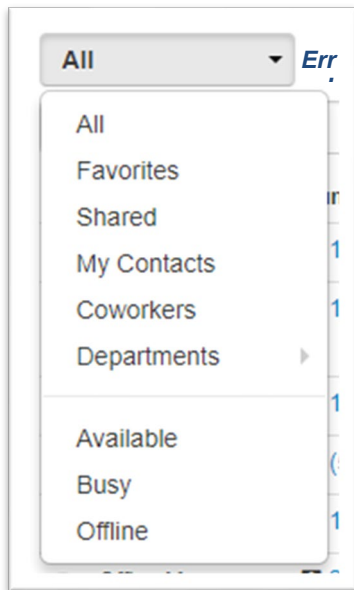 All Err
All
Favorites
Shared
My Contacts
Coworkers
Departments
Available
Busy
Offline